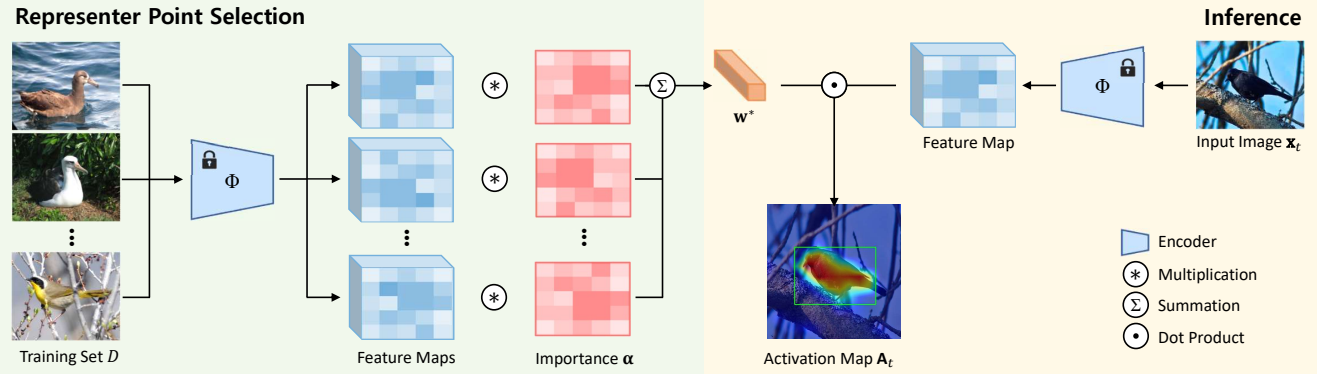 Representer Point Selection
Inference
Φ
Σ
w*
Φ
Feature Map
Input Image x_t
Encoder
Multiplication
Σ
Summation
Dot Product
Training Set D
Feature Maps
Importance α
Activation Map A_t